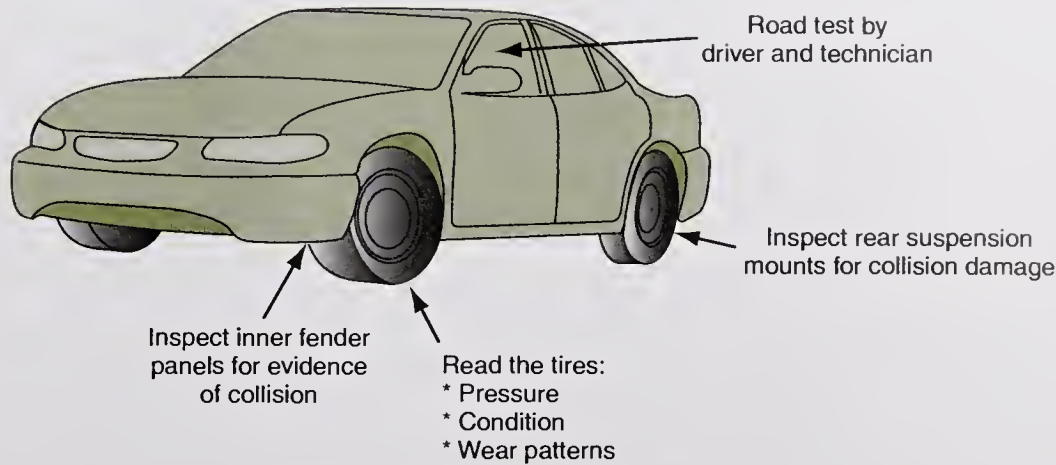 Road test by
driver and technician
Inspect rear suspension
mounts for collision damage
Inspect inner fender
panels for evidence
of collision
Read the tires:
* Pressure
* Condition
* Wear patterns